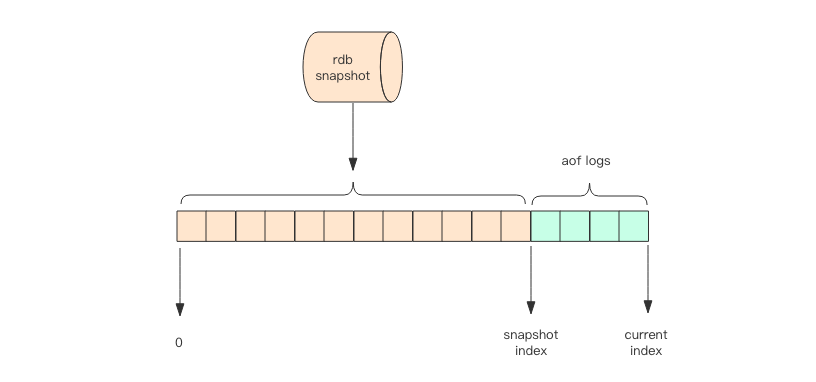 rdb
snapshot
aof logs
0
snapshot
index
current
index